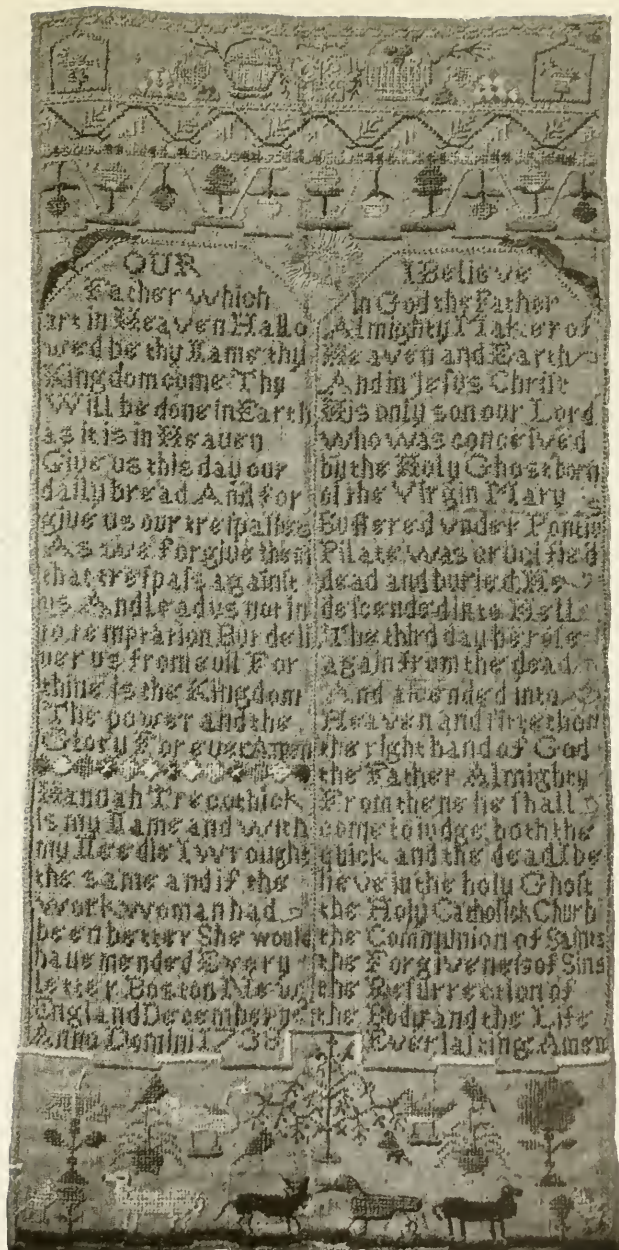 OUR
Father which
art in Heaven Hallo
wed be thy Name thy
Kingdom come Thy
Will be done in Earth
as it is in Heaven
Give us this day our
daily bread And for
give us our treſpaſſes
As we forgive them
that treſpaſs againſt
us And Lead us not in
to temptation But deli
ver us from evil For
thine is the Kingdom
The power and the
Glory For ever Amen
Hannah Trecothick
is my Name and with
my Needle I wrought
the same and if the
Work woman had
been better She would
have mended Every
Letter Boston New
England December ye
Anno Domini 1738
I Believe
In God the Father
Almighty Maker of
Heaven and Earth
And in Jeſus Chriſt
His only son our Lord
Who was conceived
by the Holy Ghost born
of the Virgin Mary
Suffered vnder Pontius
Pilate was crucified
dead and buried He
deſcended into Hell
The third day he roſe
again from the dead
And aſcended into
Heaven and ſitteth on
the right hand of God
the Father Almighty
From thens he ſhall
come to iudge both the
quick and the dead I be
lieve in the holy Ghoſt
the Holy Catholick Church
the Communion of Saints
the Forgiveneſs of Sins
the Reſurrection of
the Body and the Life
Everlaſting Amen